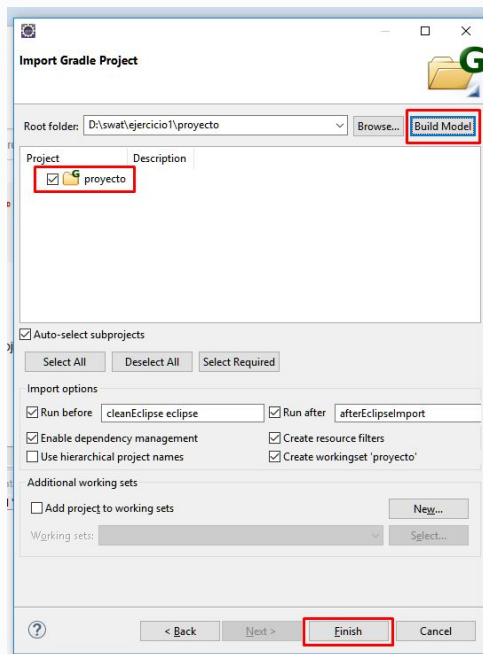 Import Gradle Project
G
Root folder: D:\swat\ejercicio1\proyecto Browse... Build Model
Project Description
G proyecto
Auto-select subprojects
Select All Deselect All Select Required
Import options
Run before cleanEclipse eclipse Run after afterEclipseImport
Enable dependency management Create resource filters
Use hierarchical project names Create workingset 'proyecto'
Additional working sets
Add project to working sets New...
Working sets: Select...
? < Back Next > Finish Cancel